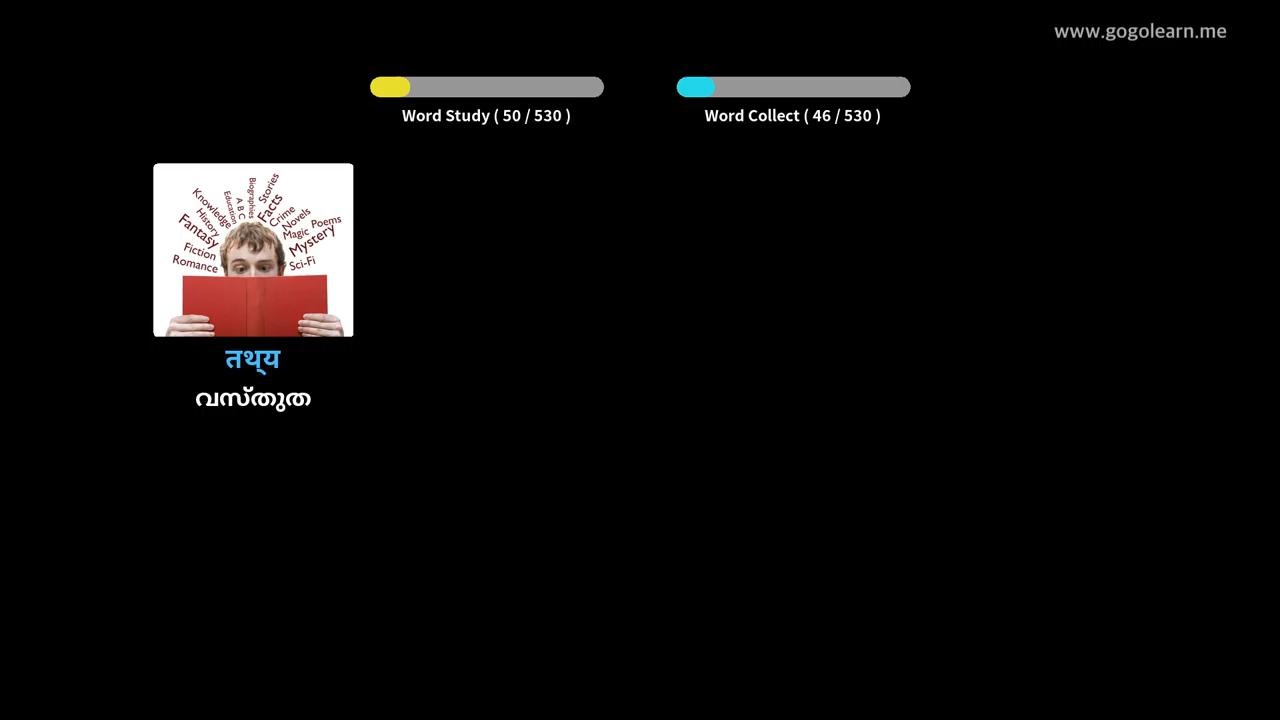 www.gogolearn.me
Word Study ( 50 / 530 )
Word Collect ( 46 / 530 )
Knowledge
History
Fantasy
Fiction
Romance
Education
A B C
Biographies
Stories
Facts
Crime
Novels
Magic
Poems
Mystery
Sci-Fi
तथ्य
വസ്തുത